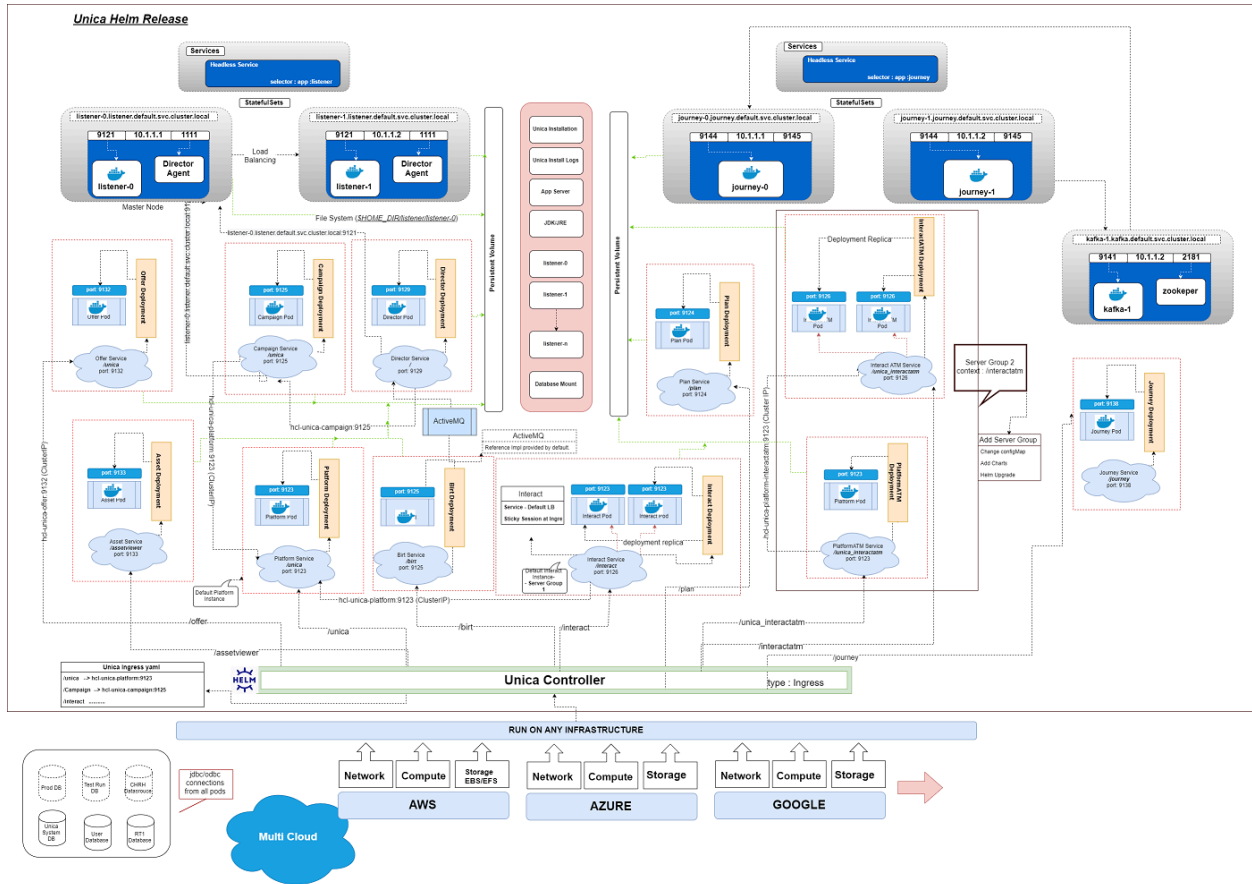 Unica Helm Release
Services
Headless Service
selector : app :listener
StatefulSets
listener-0.listener.default.svc.cluster.local
9121
10.1.1.1
1111
listener-0
Director
Agent
Master Node
Load
Balancing
listener-1.listener.default.svc.cluster.local
9121
10.1.1.2
1111
listener-1
Director
Agent
File System ($HOME_DIR/listener/listener-0)
listener-0.listener.default.svc.cluster.local:9121
listener-0.listener.default.svc.cluster.local:9121
Persistent Volume
Unica Installation
Unica Install Logs
App Server
JDK/JRE
listener-0
listener-1
listener-n
Database Mount
Persistent Volume
Services
Headless Service
selector : app :journey
StatefulSets
journey-0.journey.default.svc.cluster.local
9144
10.1.1.1
9145
journey-0
journey-1.journey.default.svc.cluster.local
9144
10.1.1.2
9145
journey-1
kafka-1.kafka.default.svc.cluster.local
9141
10.1.1.2
2181
kafka-1
zookeper
port: 9132
Offer Pod
Offer Deployment
Offer Service
/unica
port: 9132
port: 9125
Campaign Pod
Campaign Deployment
Campaign Service
/unica
port: 9125
port: 9129
Director Pod
Director Deployment
Director Service
/
port: 9129
hcl-unica-campaign:9125
ActiveMQ
ActiveMQ
Reference Impl provided by default
port: 9124
Plan Pod
Plan Deployment
Plan Service
/plan
port: 9124
Deployment Replica
port: 9126
port: 9126
Pod
Pod
InteractATM Deployment
Interact ATM Service
/unica_interactatm
port: 9126
Server Group 2
context : /interactatm
Add Server Group
Change configMap
Add Charts
Helm Upgrade
port: 9138
Journey Pod
Journey Deployment
Journey Service
/journey
port: 9138
hcl-unica-offer:9132 (ClusterIP)
port: 9133
Asset Pod
Asset Deployment
Asset Service
/assetviewer
port: 9133
hcl-unica-platform:9123 (ClusterIP)
port: 9123
Platform Pod
Platform Deployment
Platform Service
/unica
port: 9123
Default Platform
Instance
port: 9125
Birt Deployment
Birt Service
/birt
port: 9125
Interact
Service - Default LB
Sticky Session at Ingre
port: 9123
port: 9123
Interact Pod
Interact Pod
deployment replica
Interact Deployment
Interact Service
/interact
port: 9126
Default Interact
Instance-
- Server Group
1
hcl-unica-platform:9123 (ClusterIP)
hcl-unica-platform-interactatm:9123 (Cluster IP)
port: 9123
Platform Pod
PlatformATM
Deployment
PlatformATM Service
/unica_interactatm
port: 9123
/offer
/assetviewer
/unica
/birt
/interact
/plan
/unica_interactatm
/interactatm
/journey
Unica Ingress yaml
/unica --> hcl-unica-platform:9123
/Campaign --> hcl-unica-campaign:9125
/interact .........
HELM
Unica Controller
type : Ingress
RUN ON ANY INFRASTRUCTURE
Network
Compute
Storage
EBS/EFS
AWS
Network
Compute
Storage
AZURE
Network
Compute
Storage
GOOGLE
Prod DB
Test Run
DB
CHRH
Datasrouce
Unica
System
DB
User
Database
RT1
Database
jdbc/odbc
connections
from all pods
Multi Cloud